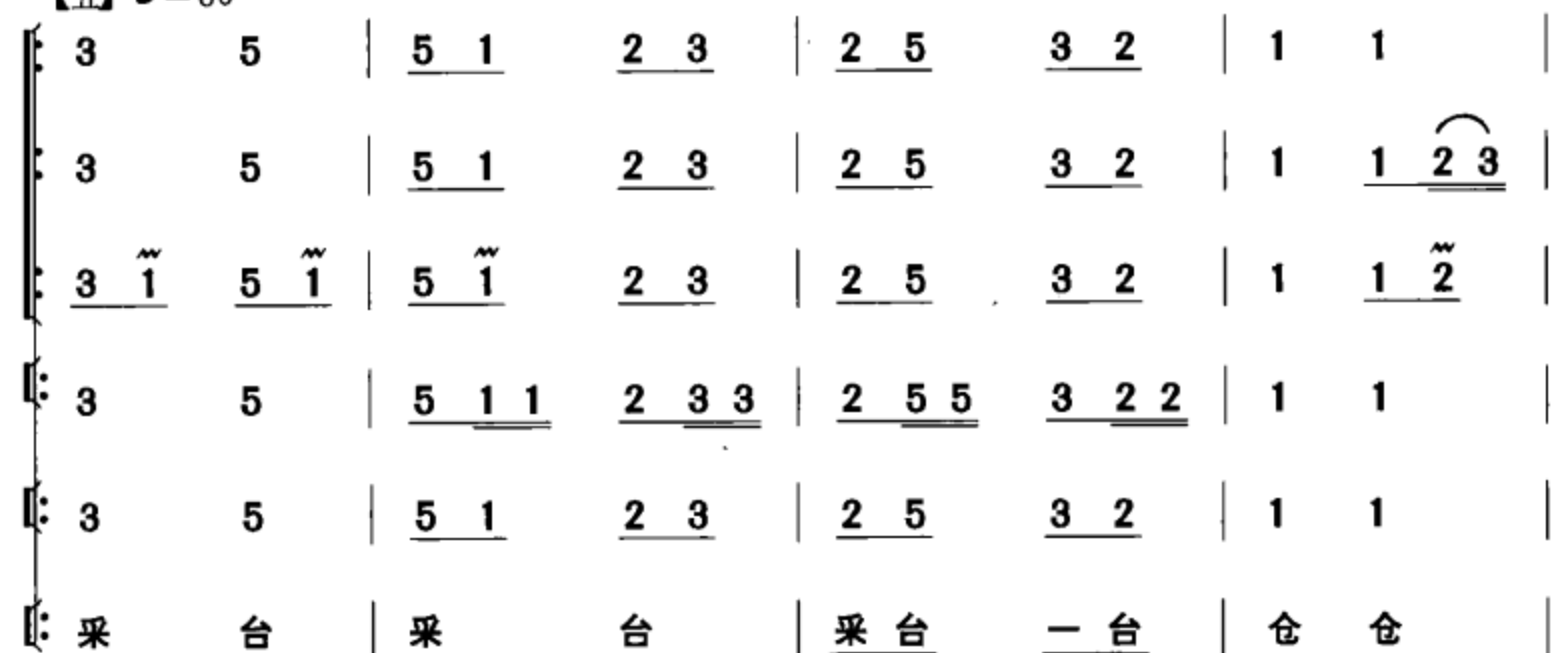 3 5 | 5 1 2 3 | 2 5 3 2 | 1 1 |
3 5 | 5 1 2 3 | 2 5 3 2 | 1 1 2 3 |
3 1 5 1 | 5 1 2 3 | 2 5 3 2 | 1 1 2 |
3 5 | 5 1 1 2 3 3 | 2 5 5 3 2 2 | 1 1 |
3 5 | 5 1 2 3 | 2 5 3 2 | 1 1 |
采 台 | 采 台 | 采 台 一 台 | 仓 仓 |